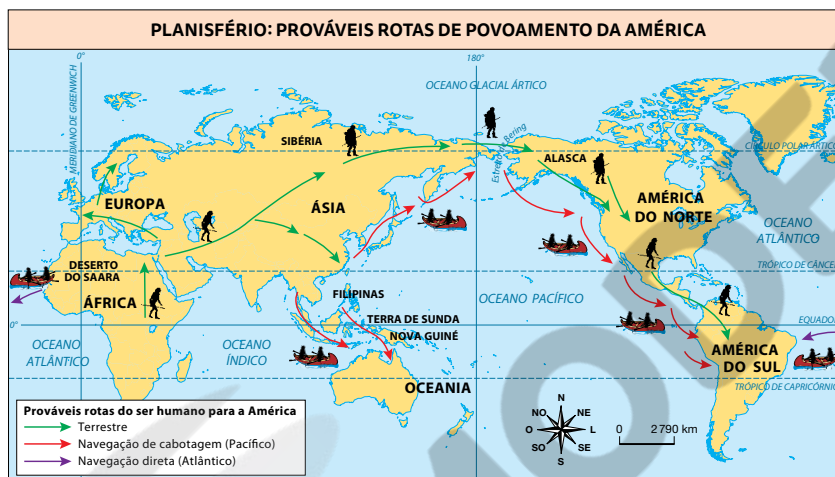 PLANISFÉRIO: PROVÁVEIS ROTAS DE POVOAMENTO DA AMÉRICA
0°
180°
OCEANO GLACIAL ÁRTICO
MERIDIANO DE GREENWICH
SIBÉRIA
Estreito de Bering
ALASCA
CÍRCULO POLAR ÁRTICO
EUROPA
ÁSIA
AMÉRICA
DO NORTE
OCEANO
ATLÂNTICO
DESERTO
DO SAARA
TRÓPICO DE CÂNCER
ÁFRICA
FILIPINAS
OCEANO PACÍFICO
TERRA DE SUNDA
0°
EQUADOR
NOVA GUINÉ
OCEANO
ATLÂNTICO
OCEANO
ÍNDICO
AMÉRICA
DO SUL
OCEANIA
TRÓPICO DE CAPRICÓRNIO
Prováveis rotas do ser humano para a América
Terrestre
Navegação de cabotagem (Pacífico)
Navegação direta (Atlântico)
N
NO
NE
O
L
SO
SE
S
0
2 790 km